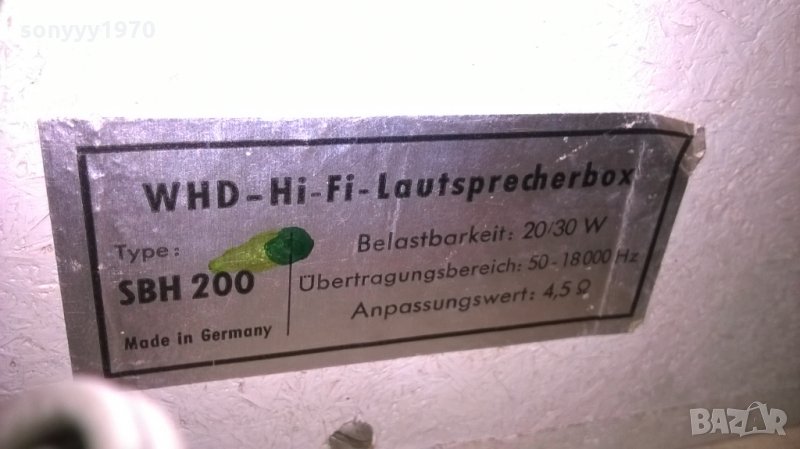 sonyyy1970
WHD-Hi-Fi-Lautsprecherbox
Type:
SBH 200
Made in Germany
Belastbarkeit: 20/30 W
Übertragungsbereich: 50-18000 Hz
Anpassungswert: 4,5 Ω
BAZAR